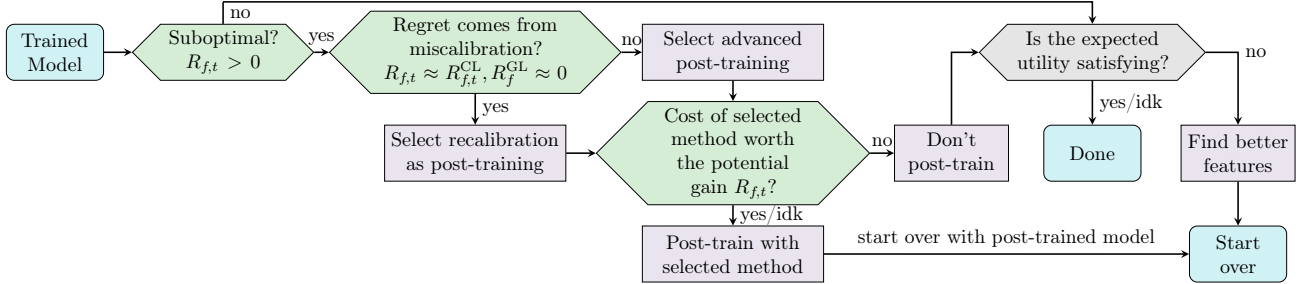 no
Trained
Model
Suboptimal?
R_{f,t} > 0
yes
Regret comes from
miscalibration?
R_{f,t} ≈ R^{CL}_{f,t}, R^{GL}_f ≈ 0
no
Select advanced
post-training
Is the expected
utility satisfying?
no
yes
Select recalibration
as post-training
Cost of selected
method worth
the potential
gain R_{f,t}?
no
Don't
post-train
yes/idk
Done
Find better
features
yes/idk
Post-train with
selected method
start over with post-trained model
Start
over